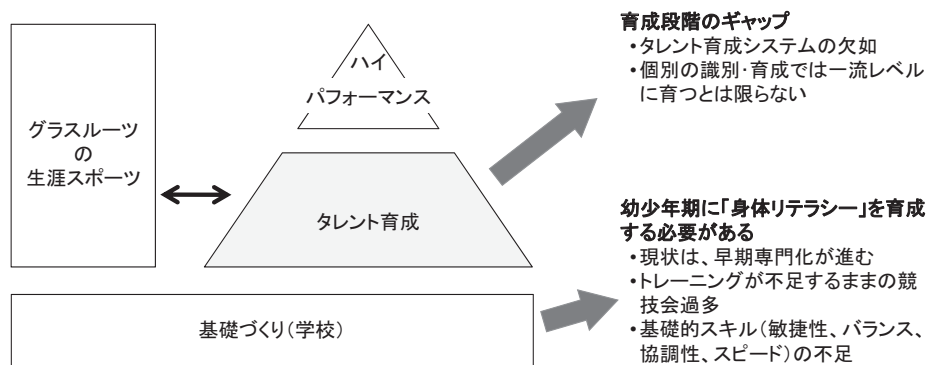 グラスルーツ
の
生涯スポーツ
ハイ
パフォーマンス
タレント育成
基礎づくり(学校)
育成段階のギャップ
•タレント育成システムの欠如
•個別の識別・育成では一流レベル
に育つとは限らない
幼少年期に「身体リテラシー」を育成
する必要がある
•現状は、早期専門化が進む
•トレーニングが不足するままの競
技会過多
•基礎的スキル(敏捷性、バランス、
協調性、スピード)の不足